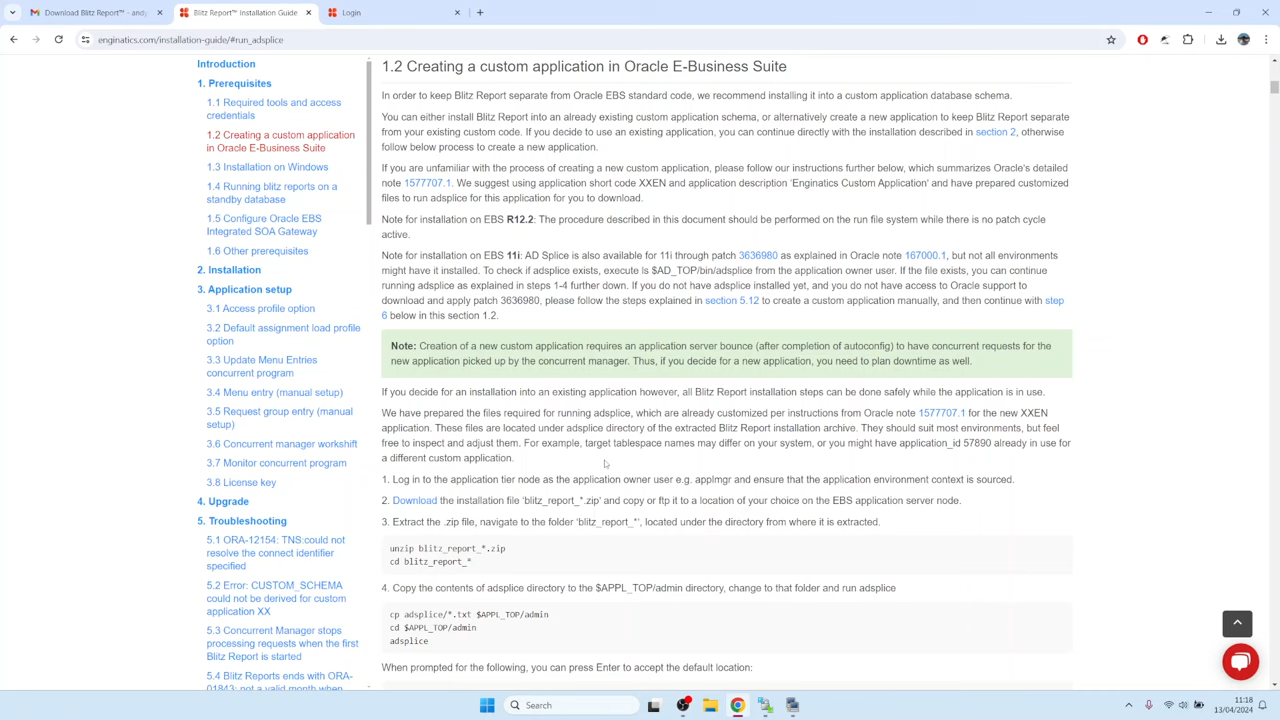 Download Blitz Report™ - andy
Blitz Report™ Installation Guide
Login
enginatics.com/installation-guide/#run_adsplice
Introduction
1. Prerequisites
1.1 Required tools and access
credentials
1.2 Creating a custom application
in Oracle E-Business Suite
1.3 Installation on Windows
1.4 Running blitz reports on a
standby database
1.5 Configure Oracle EBS
Integrated SOA Gateway
1.6 Other prerequisites
2. Installation
3. Application setup
3.1 Access profile option
3.2 Default assignment load profile
option
3.3 Update Menu Entries
concurrent program
3.4 Menu entry (manual setup)
3.5 Request group entry (manual
setup)
3.6 Concurrent manager workshift
3.7 Monitor concurrent program
3.8 License key
4. Upgrade
5. Troubleshooting
5.1 ORA-12154: TNS:could not
resolve the connect identifier
specified
5.2 Error: CUSTOM_SCHEMA
could not be derived for custom
application XX
5.3 Concurrent Manager stops
processing requests when the first
Blitz Report is started
5.4 Blitz Reports ends with ORA-
01843: not a valid month when
1.2 Creating a custom application in Oracle E-Business Suite
In order to keep Blitz Report separate from Oracle EBS standard code, we recommend installing it into a custom application database schema.
You can either install Blitz Report into an already existing custom application schema, or alternatively create a new application to keep Blitz Report separate
from your existing custom code. If you decide to use an existing application, you can continue directly with the installation described in section 2, otherwise
follow below process to create a new application.
If you are unfamiliar with the process of creating a new custom application, please follow our instructions further below, which summarizes Oracle's detailed
note 1577707.1. We suggest using application short code XXEN and application description 'Enginatics Custom Application' and have prepared customized
files to run adsplice for this application for you to download.
Note for installation on EBS R12.2: The procedure described in this document should be performed on the run file system while there is no patch cycle
active.
Note for installation on EBS 11i: AD Splice is also available for 11i through patch 3636980 as explained in Oracle note 167000.1, but not all environments
might have it installed. To check if adsplice exists, execute ls $AD_TOP/bin/adsplice from the application owner user. If the file exists, you can continue
running adsplice as explained in steps 1-4 further down. If you do not have adsplice installed yet, and you do not have access to Oracle support to
download and apply patch 3636980, please follow the steps explained in section 5.12 to create a custom application manually, and then continue with step
6 below in this section 1.2.
Note: Creation of a new custom application requires an application server bounce (after completion of autoconfig) to have concurrent requests for the
new application picked up by the concurrent manager. Thus, if you decide for a new application, you need to plan downtime as well.
If you decide for an installation into an existing application however, all Blitz Report installation steps can be done safely while the application is in use.
We have prepared the files required for running adsplice, which are already customized per instructions from Oracle note 1577707.1 for the new XXEN
application. These files are located under adsplice directory of the extracted Blitz Report installation archive. They should suit most environments, but feel
free to inspect and adjust them. For example, target tablespace names may differ on your system, or you might have application_id 57890 already in use for
a different custom application.
1. Log in to the application tier node as the application owner user e.g. applmgr and ensure that the application environment context is sourced.
2. Download the installation file 'blitz_report_*.zip' and copy or ftp it to a location of your choice on the EBS application server node.
3. Extract the .zip file, navigate to the folder 'blitz_report_*', located under the directory from where it is extracted.
unzip blitz_report_*.zip
cd blitz_report_*
4. Copy the contents of adsplice directory to the $APPL_TOP/admin directory, change to that folder and run adsplice
cp adsplice/*.txt $APPL_TOP/admin
cd $APPL_TOP/admin
adsplice
When prompted for the following, you can press Enter to accept the default location:
Search
11:18
13/04/2024